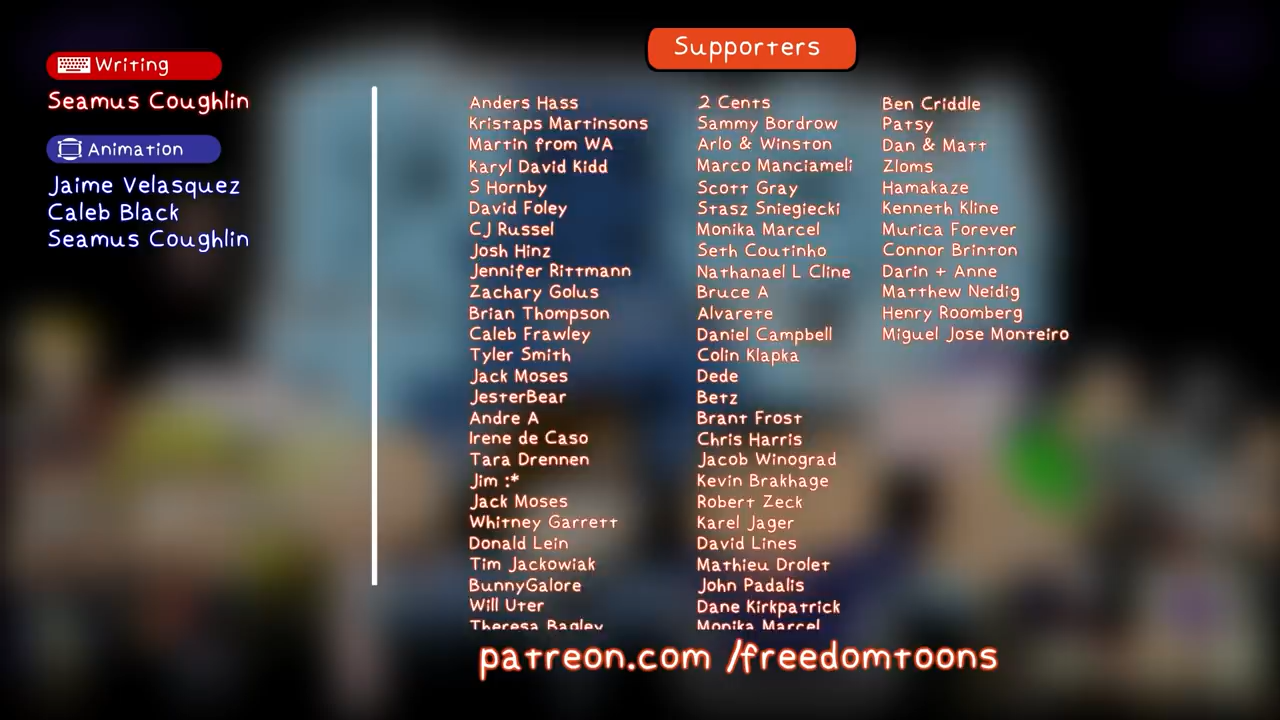 Writing
Seamus Coughlin
Animation
Jaime Velasquez
Caleb Black
Seamus Coughlin
Supporters
Anders Hass
Kristaps Martinsons
Martin from WA
Karyl David Kidd
S Hornby
David Foley
CJ Russel
Josh Hinz
Jennifer Rittmann
Zachary Golus
Brian Thompson
Caleb Frawley
Tyler Smith
Jack Moses
JesterBear
Andre A
Irene de Caso
Tara Drennen
Jim :*
Jack Moses
Whitney Garrett
Donald Lein
Tim Jackowiak
BunnyGalore
Will Uter
Theresa Bagley
2 Cents
Sammy Bordrow
Arlo & Winston
Marco Manciameli
Scott Gray
Stasz Sniegiecki
Monika Marcel
Seth Coutinho
Nathanael L Cline
Bruce A
Alvarete
Daniel Campbell
Colin Klapka
Dede
Betz
Brant Frost
Chris Harris
Jacob Winograd
Kevin Brakhage
Robert Zeck
Karel Jager
David Lines
Mathieu Drolet
John Padalis
Dane Kirkpatrick
Monika Marcel
Ben Criddle
Patsy
Dan & Matt
Zloms
Hamakaze
Kenneth Kline
Murica Forever
Connor Brinton
Darin + Anne
Matthew Neidig
Henry Roomberg
Miguel Jose Monteiro
patreon.com /freedomtoons